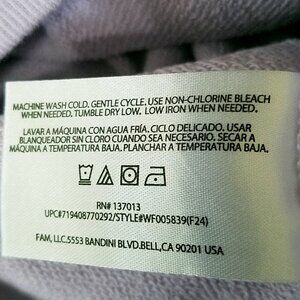 MACHINE WASH COLD. GENTLE CYCLE. USE NON-CHLORINE BLEACH
WHEN NEEDED. TUMBLE DRY LOW. LOW IRON WHEN NEEDED.
LAVAR A MÁQUINA CON AGUA FRÍA. CICLO DELICADO. USAR
BLANQUEADOR SIN CLORO CUANDO SEA NECESARIO. SECAR A
MÁQUINA A TEMPERATURA BAJA. PLANCHAR A TEMPERATURA BAJA.
RN# 137013
UPC#719408770292/STYLE#WF005839(F24)
FAM, LLC.5553 BANDINI BLVD.BELL,CA 90201 USA